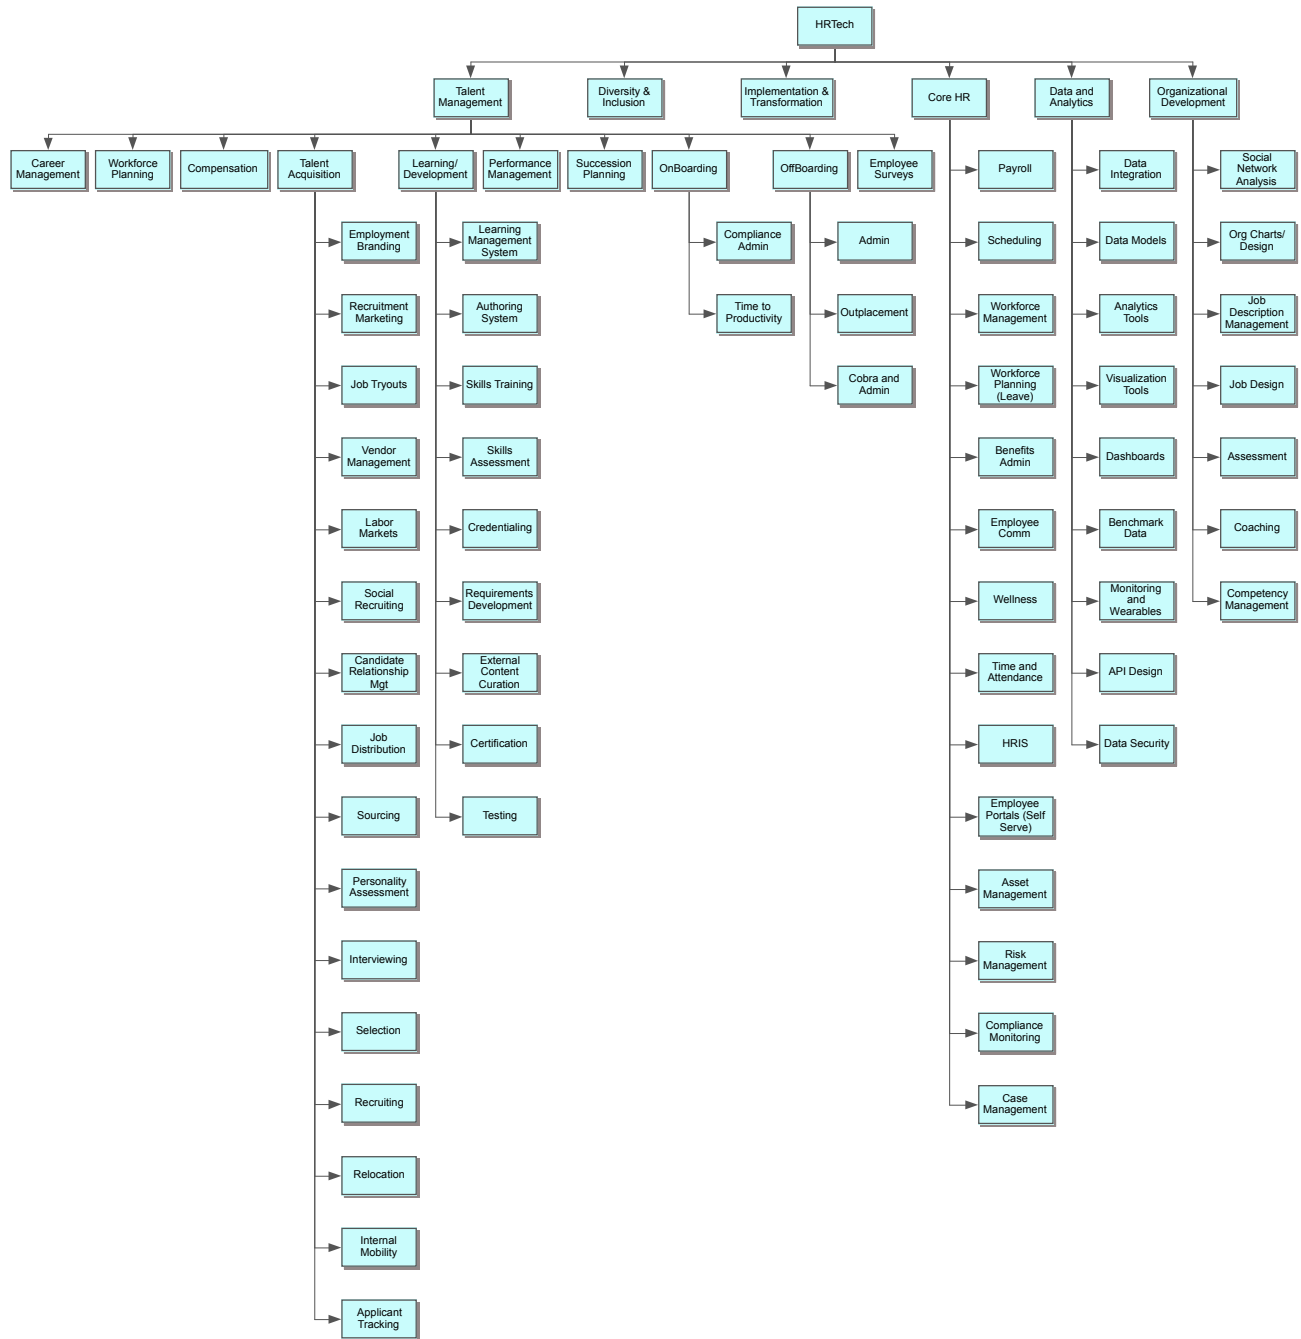 HRTech
Talent
Management
Diversity &
Inclusion
Implementation &
Transformation
Core HR
Data and
Analytics
Organizational
Development
Career
Management
Workforce
Planning
Compensation
Talent
Acquisition
Learning/
Development
Performance
Management
Succession
Planning
OnBoarding
OffBoarding
Employee
Surveys
Employment
Branding
Recruitment
Marketing
Job Tryouts
Vendor
Management
Labor
Markets
Social
Recruiting
Candidate
Relationship
Mgt
Job
Distribution
Sourcing
Personality
Assessment
Interviewing
Selection
Recruiting
Relocation
Internal
Mobility
Applicant
Tracking
Learning
Management
System
Authoring
System
Skills Training
Skills
Assessment
Credentialing
Requirements
Development
External
Content
Curation
Certification
Testing
Compliance
Admin
Time to
Productivity
Admin
Outplacement
Cobra and
Admin
Payroll
Scheduling
Workforce
Management
Workforce
Planning
(Leave)
Benefits
Admin
Employee
Comm
Wellness
Time and
Attendance
HRIS
Employee
Portals (Self
Serve)
Asset
Management
Risk
Management
Compliance
Monitoring
Case
Management
Data
Integration
Data Models
Analytics
Tools
Visualization
Tools
Dashboards
Benchmark
Data
Monitoring
and
Wearables
API Design
Data Security
Social
Network
Analysis
Org Charts/
Design
Job
Description
Management
Job Design
Assessment
Coaching
Competency
Management